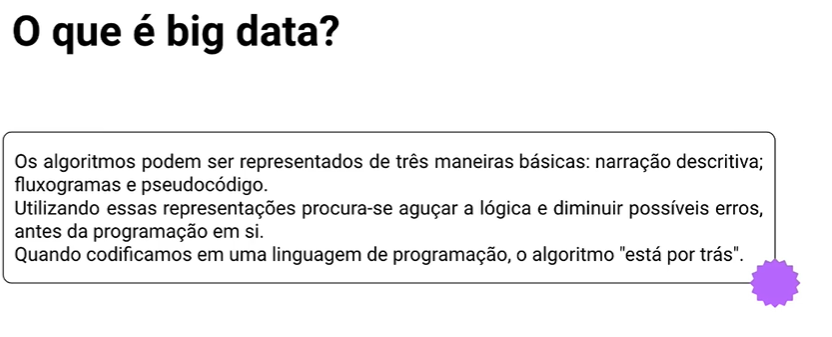 O que é big data?
Os algoritmos podem ser representados de três maneiras básicas: narração descritiva;
fluxogramas e pseudocódigo.
Utilizando essas representações procura-se aguçar a lógica e diminuir possíveis erros,
antes da programação em si.
Quando codificamos em uma linguagem de programação, o algoritmo "está por trás".